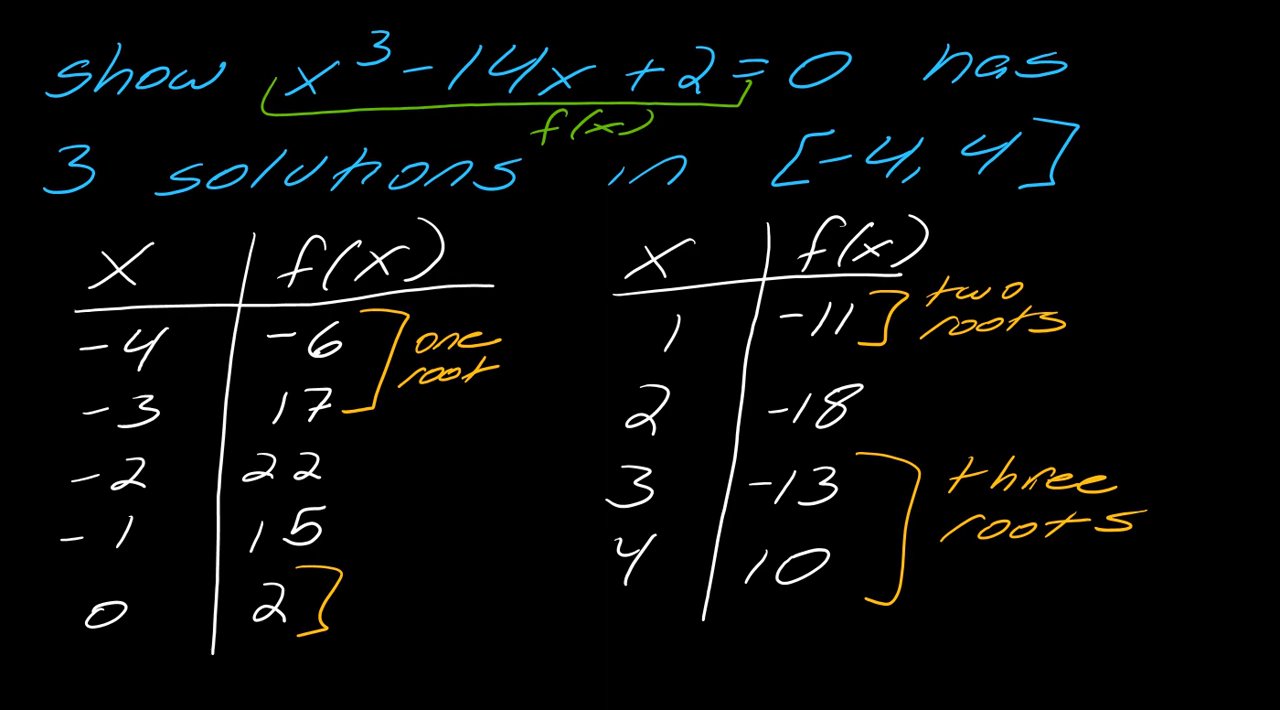 show x³-14x+2=0 has
f(x)
3 solutions in [-4,4]
x f(x)
-4 -6
-3 17
one root
-2 22
-1 15
0 2
x f(x)
1 -11
two roots
2 -18
3 -13
4 10
three roots